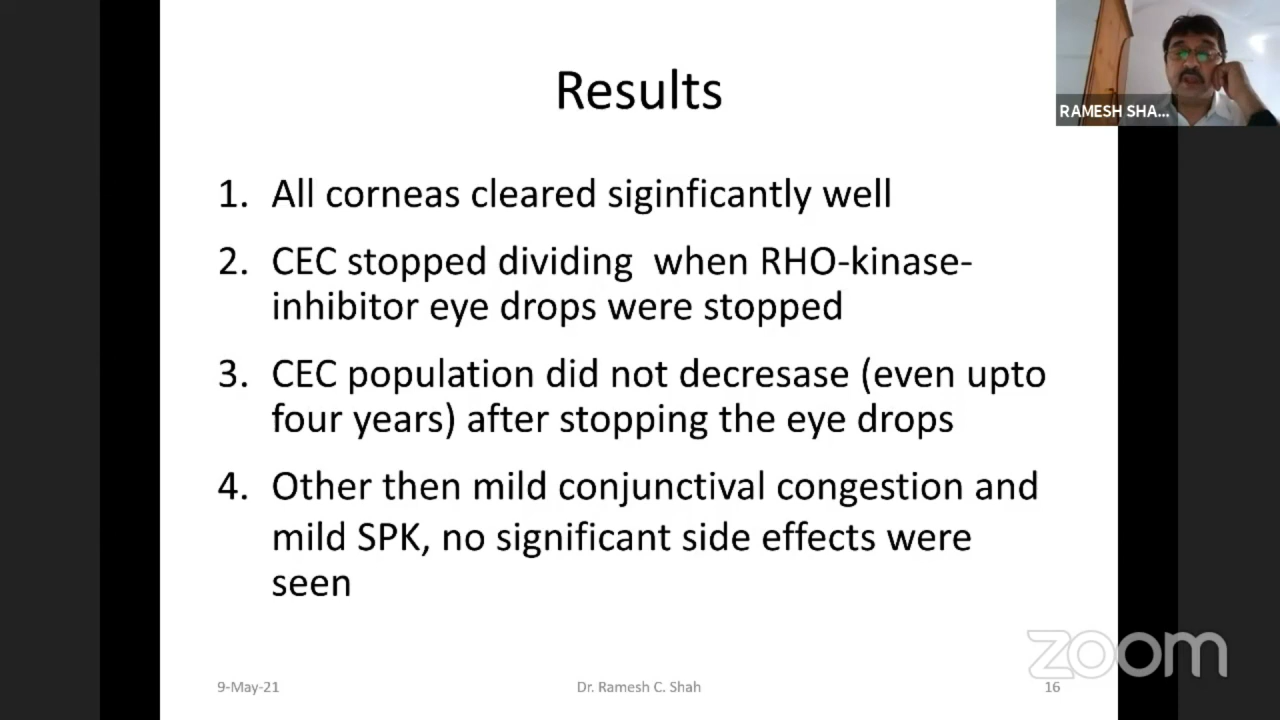 Results
RAMESH SHA...
1. All corneas cleared siginficantly well
2. CEC stopped dividing when RHO-kinase-
inhibitor eye drops were stopped
3. CEC population did not decresase (even upto
four years) after stopping the eye drops
4. Other then mild conjunctival congestion and
mild SPK, no significant side effects were
seen
zoom
9-May-21
Dr. Ramesh C. Shah
16